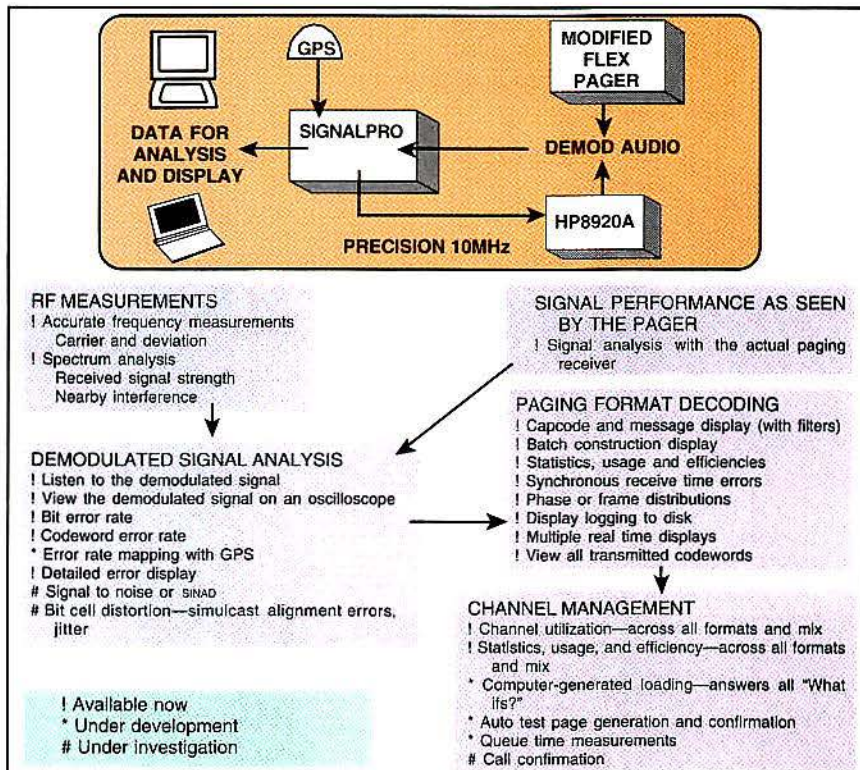 GPS
MODIFIED
FLEX
PAGER
SIGNALPRO
DATA FOR
ANALYSIS
AND DISPLAY
DEMOD AUDIO
HP8920A
PRECISION 10MHz
RF MEASUREMENTS
! Accurate frequency measurements
Carrier and deviation
! Spectrum analysis
Received signal strength
Nearby interference
SIGNAL PERFORMANCE AS SEEN
BY THE PAGER
! Signal analysis with the actual paging
receiver
DEMODULATED SIGNAL ANALYSIS
! Listen to the demodulated signal
! View the demodulated signal on an oscilloscope
! Bit error rate
! Codeword error rate
* Error rate mapping with GPS
! Detailed error display
# Signal to noise or SINAD
# Bit cell distortion—simulcast alignment errors,
jitter
PAGING FORMAT DECODING
! Capcode and message display (with filters)
! Batch construction display
! Statistics, usage and efficiencies
! Synchronous receive time errors
! Phase or frame distributions
! Display logging to disk
! Multiple real time displays
! View all transmitted codewords
CHANNEL MANAGEMENT
! Channel utilization—across all formats and mix
! Statistics, usage, and efficiency—across all formats
and mix
* Computer-generated loading—answers all "What
ifs?"
* Auto test page generation and confirmation
* Queue time measurements
# Call confirmation
! Available now
* Under development
# Under investigation